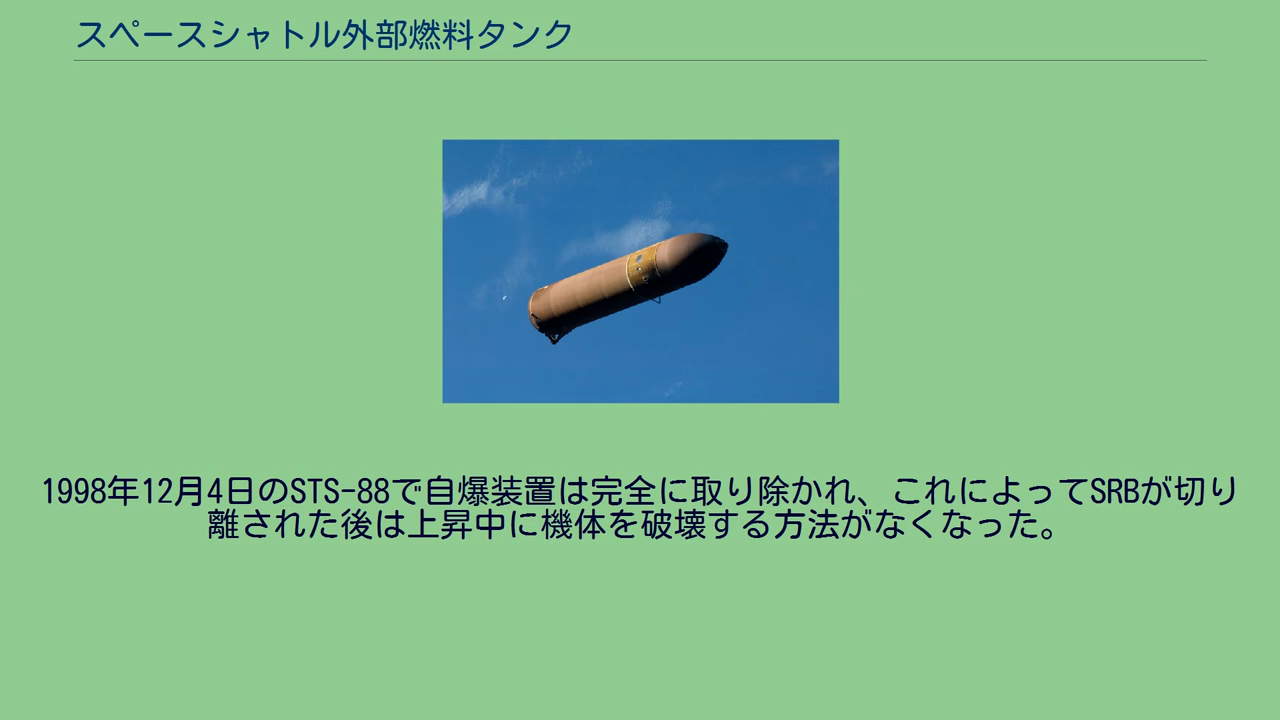 スペースシャトル外部燃料タンク
1998年12月4日のSTS-88で自爆装置は完全に取り除かれ、これによってSRBが切り
離された後は上昇中に機体を破壊する方法がなくなった。